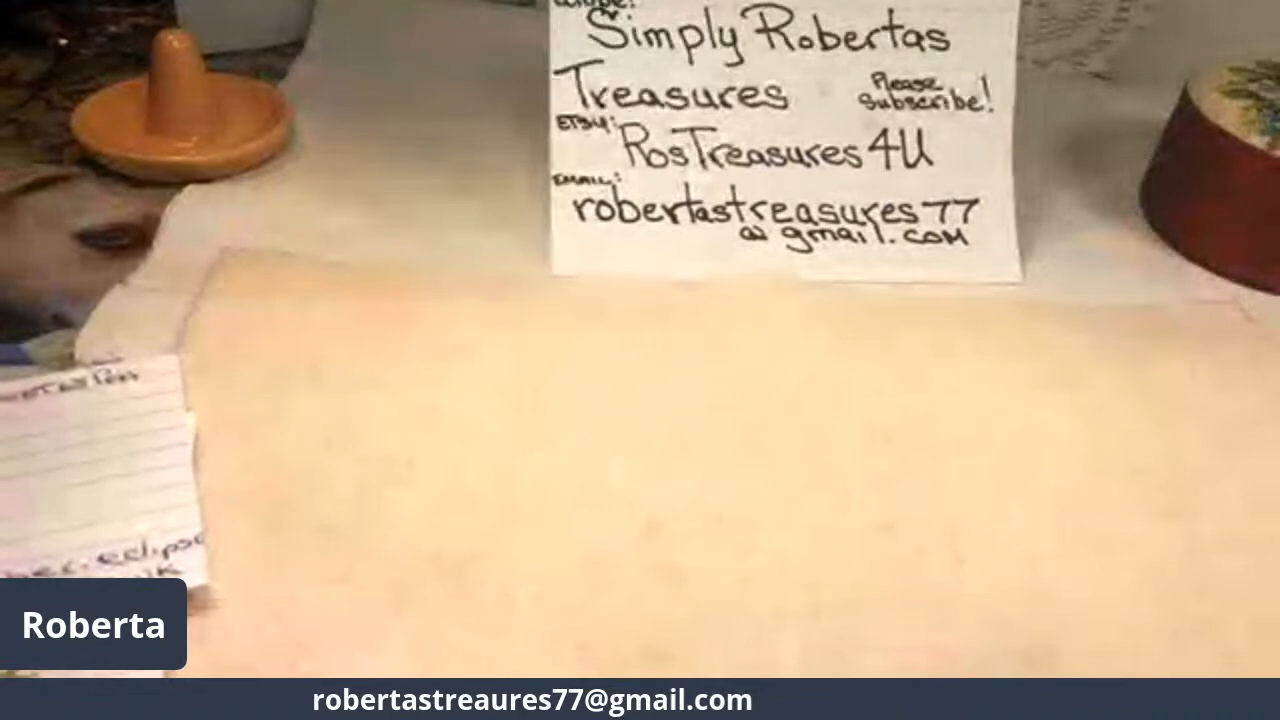 Simply Robertas
Treasures
Please
Subscribe!
ETSY:
RosTreasures4U
EMAIL:
robertastreasures77
@ gmail.com
Roberta
robertastreaures77@gmail.com